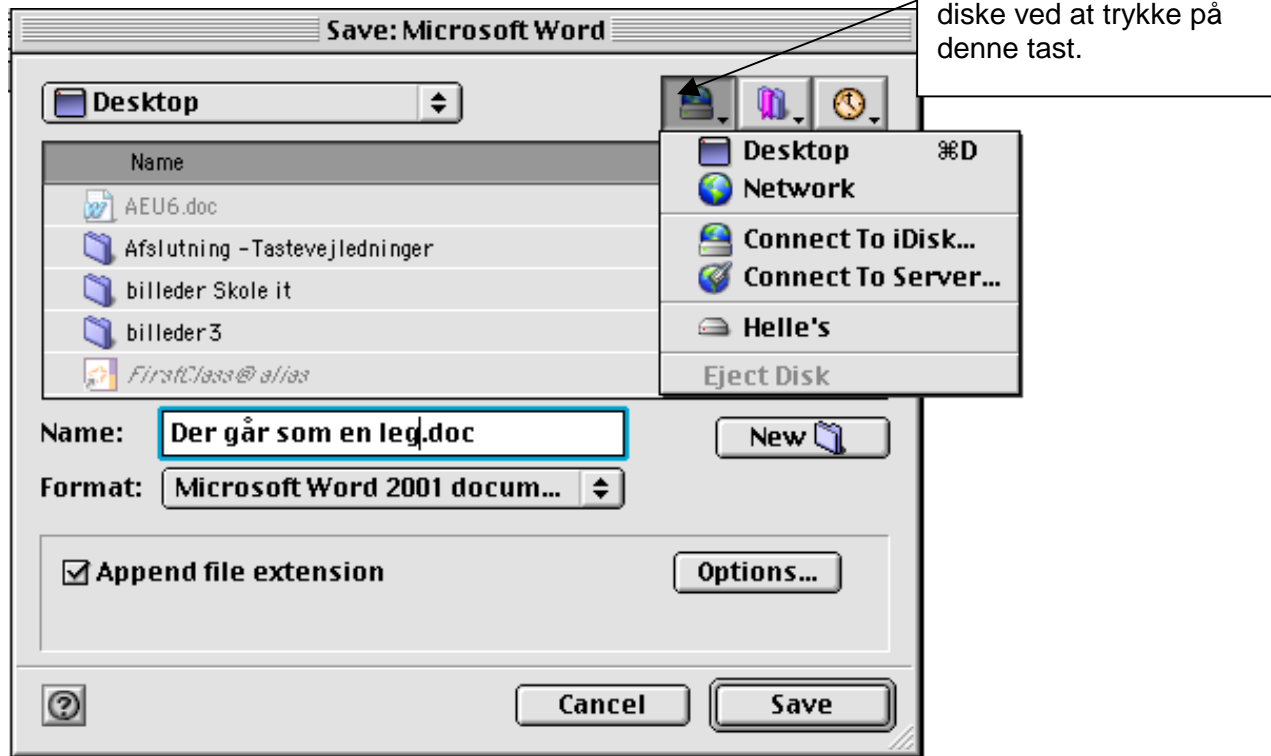 diske ved at trykke på
denne tast.
Save: Microsoft Word
Desktop
Name
AEU6.doc
Afslutning -Tastevejledninger
billeder Skole it
billeder3
FirstClass® alias
Desktop ⌘D
Network
Connect To iDisk...
Connect To Server...
Helle's
Eject Disk
Name: Der går som en leg.doc
New
Format: Microsoft Word 2001 docum...
Append file extension
Options...
?
Cancel
Save